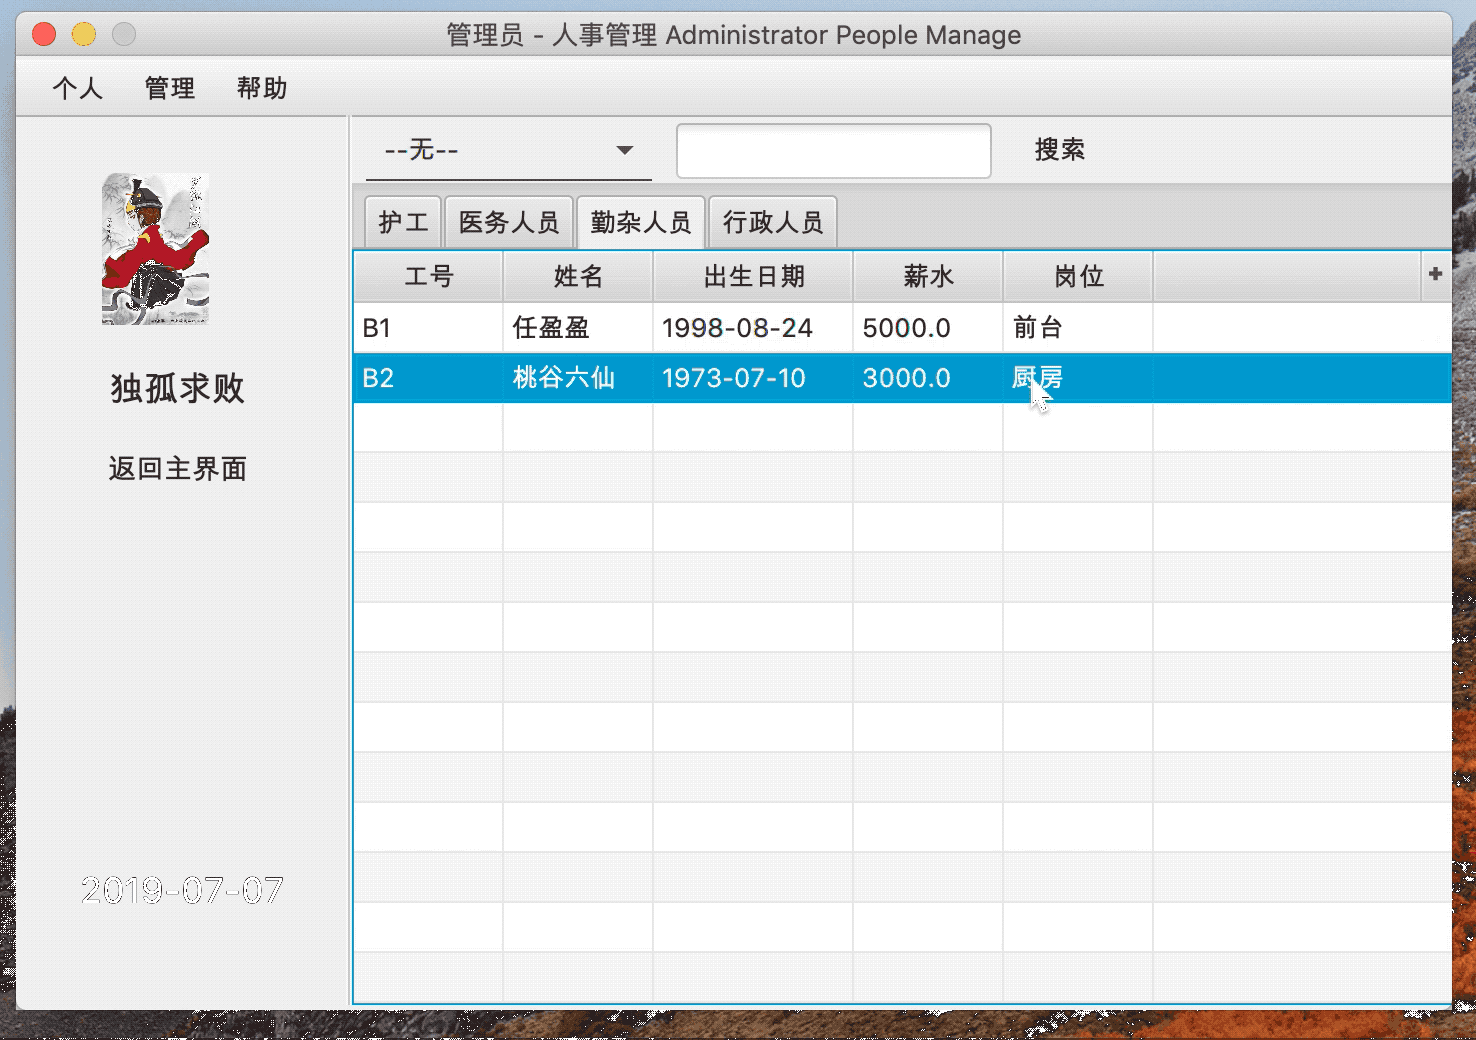 管理员 - 人事管理 Administrator People Manage
个人 管理 帮助
--无-- 搜索
护工 医务人员 勤杂人员 行政人员
工号 姓名 出生日期 薪水 岗位 +
B1 任盈盈 1998-08-24 5000.0 前台
B2 桃谷六仙 1973-07-10 3000.0 厨房
独孤求败
返回主界面
2019-07-07